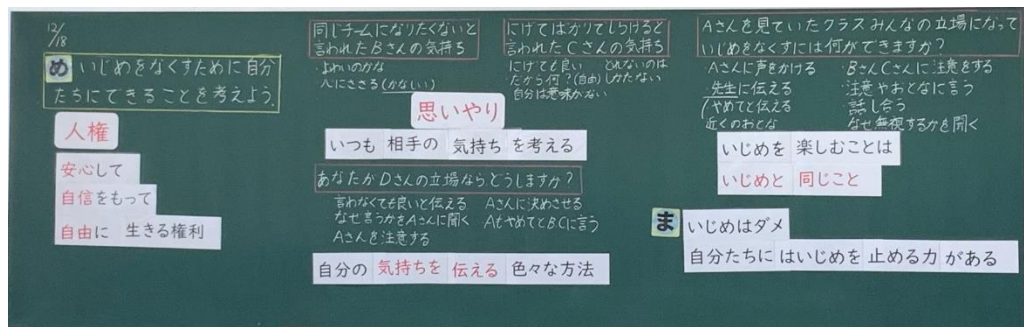 12/18
め いじめをなくすために自分
たちにできることを考えよう。
人権
安心して
自信をもって
自由に 生きる権利
同じチームになりたくないと
言われたBさんの気持ち
・よわいのかな
人にささる(かなしい)
にげてばかりでしらけると
言われたCさんの気持ち
にげても良い とれないのは
だから何?(自由)しかたない
自分は意味がない
思いやり
いつも 相手の 気持ち を考える
あなたがDさんの立場ならどうしますか?
言わなくても良いと伝える
なぜ言うかをAさんに聞く
Aさんを注意する
Aさんに決めさせる
AもやめてとBCに言う
自分の 気持ちを 伝える 色々な方法
Aさんを見ていたクラスみんなの立場になって
いじめをなくすには何ができますか?
Aさんに声をかける
先生に伝える
やめてと伝える
近くのおとな
・BさんCさんに注意をする
・注意やおとなに言う
話し合う
なぜ無視するかを聞く
いじめを 楽しむことは
いじめと 同じこと
ま いじめはダメ
自分たちに はいじめを 止める力 がある